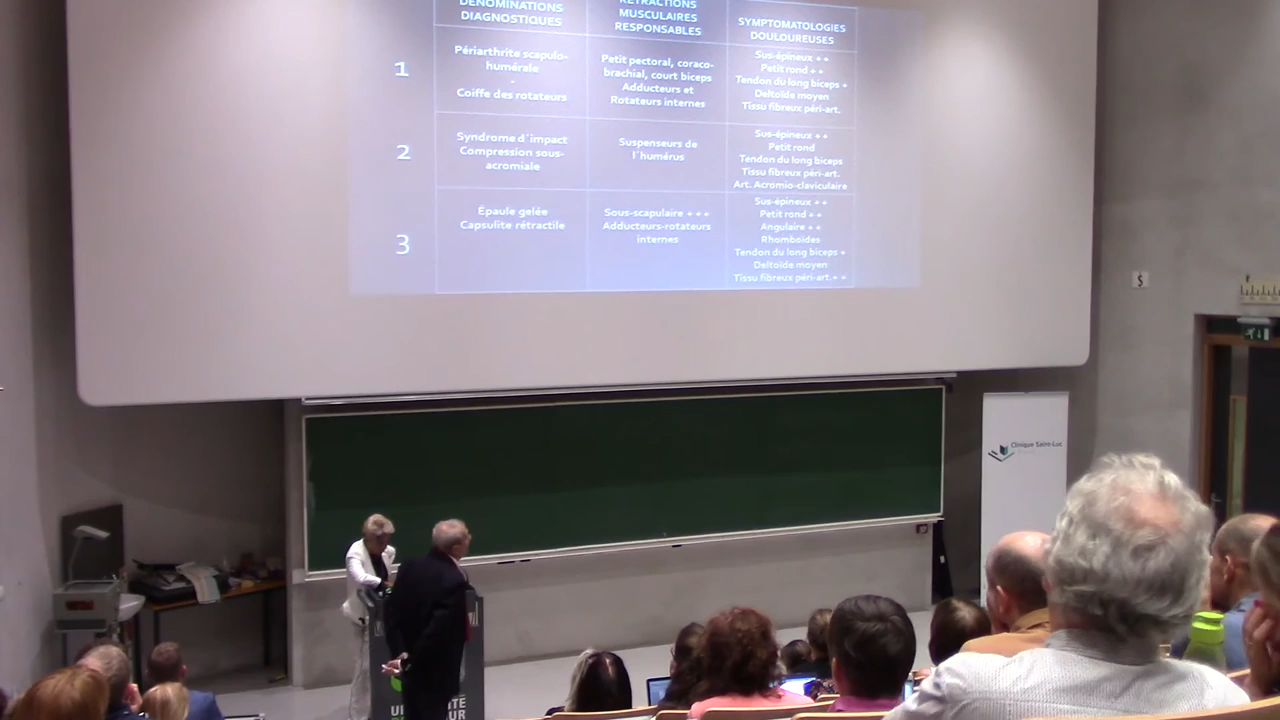 DÉNOMINATIONS
DIAGNOSTIQUES
RÉTRACTIONS
MUSCULAIRES
RESPONSABLES
SYMPTOMATOLOGIES
DOULOUREUSES
1
Périarthrite scapulo-
humérale
-
Coiffe des rotateurs
Petit pectoral, coraco-
brachial, court biceps
Adducteurs et
Rotateurs internes
Sus-épineux ++
Petit rond ++
Tendon du long biceps +
Deltoïde moyen
Tissu fibreux péri-art.
2
Syndrome d'impact
Compression sous-
acromiale
Suspenseurs de
l'humérus
Sus-épineux ++
Petit rond
Tendon du long biceps
Tissu fibreux péri-art.
Art. Acromio-claviculaire
3
Épaule gelée
Capsulite rétractile
Sous-scapulaire +++
Adducteurs-rotateurs
internes
Sus-épineux ++
Petit rond ++
Angulaire ++
Rhomboïdes
Tendon du long biceps +
Deltoïde moyen
Tissu fibreux péri-art.++
S
Clinique Saint-Luc